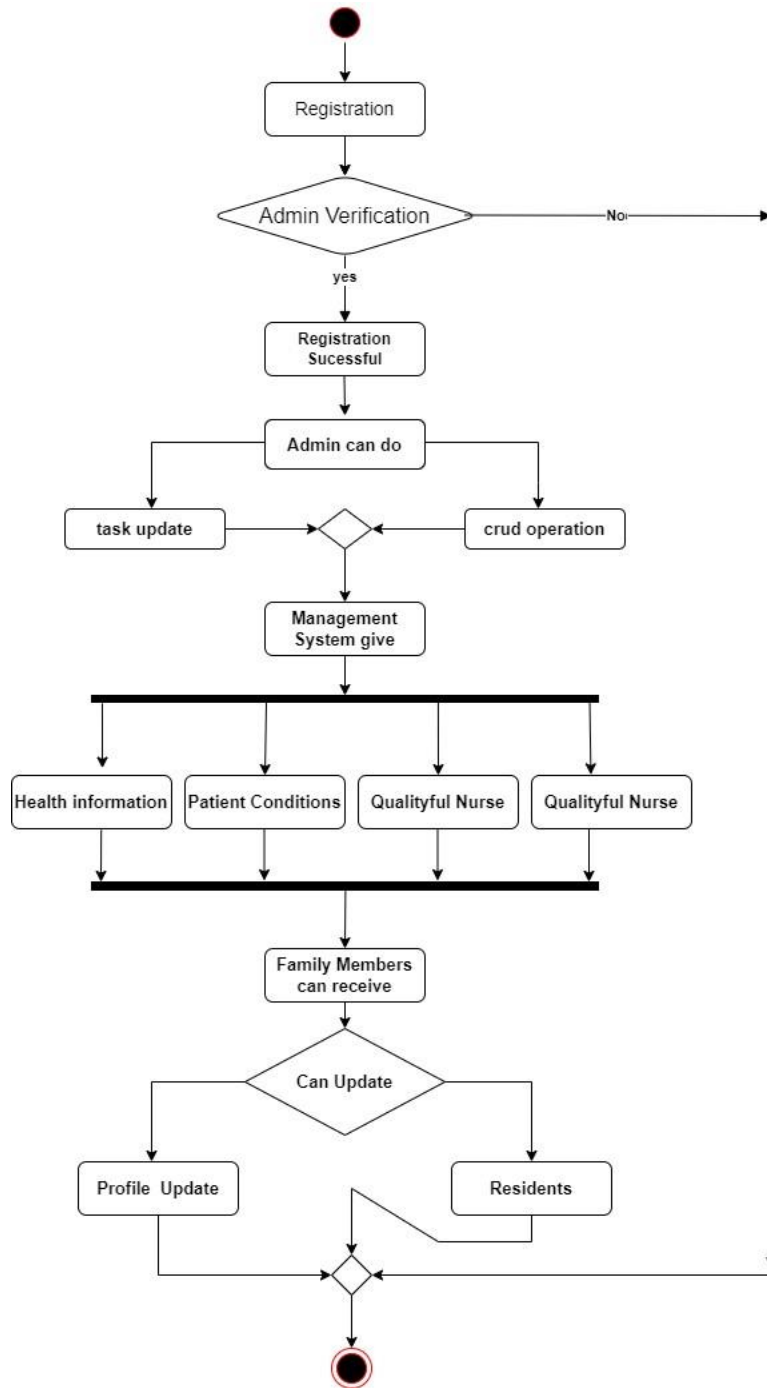 Registration
Admin Verification
No
yes
Registration
Sucessful
Admin can do
task update
crud operation
Management
System give
Health information
Patient Conditions
Qualityful Nurse
Qualityful Nurse
Family Members
can receive
Can Update
Profile Update
Residents